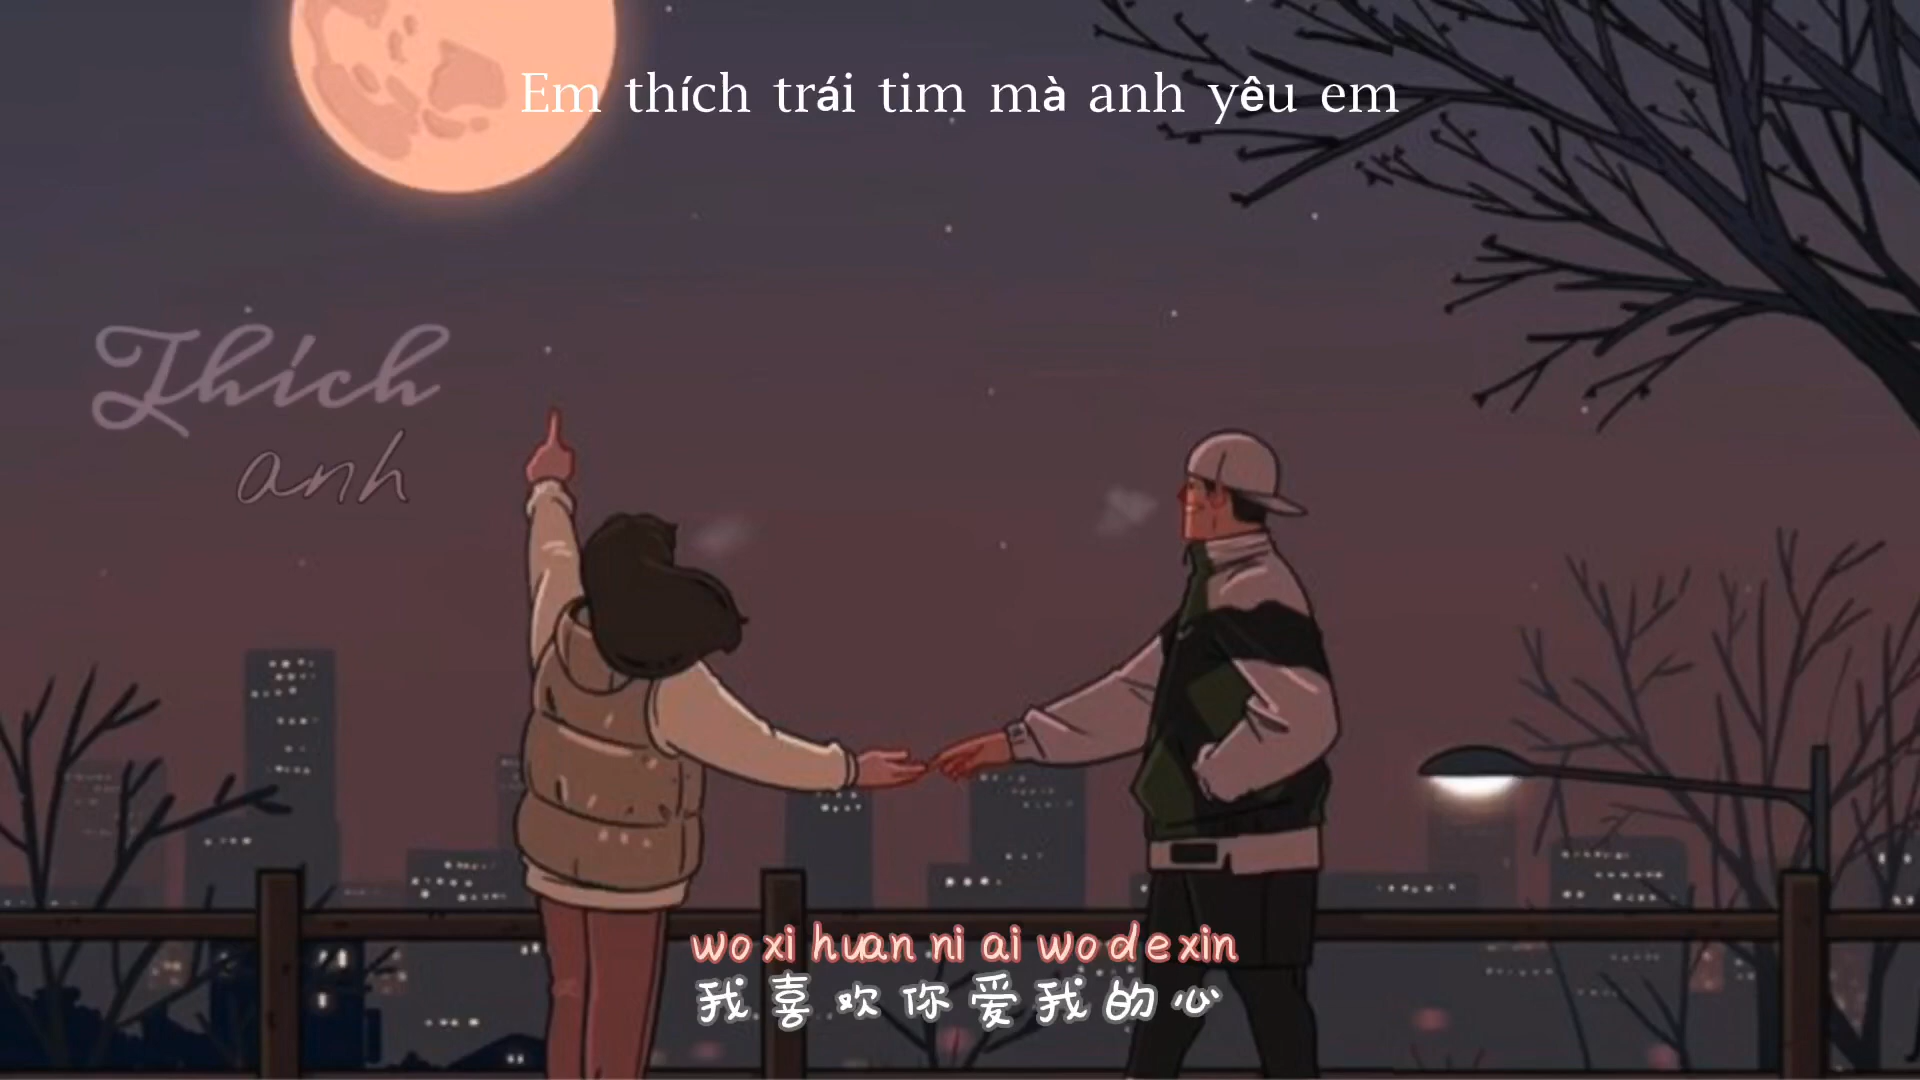 Em thích trái tim mà anh yêu em
Thích
anh
wo xi huan ni ai wo de xin
我喜欢你爱我的心